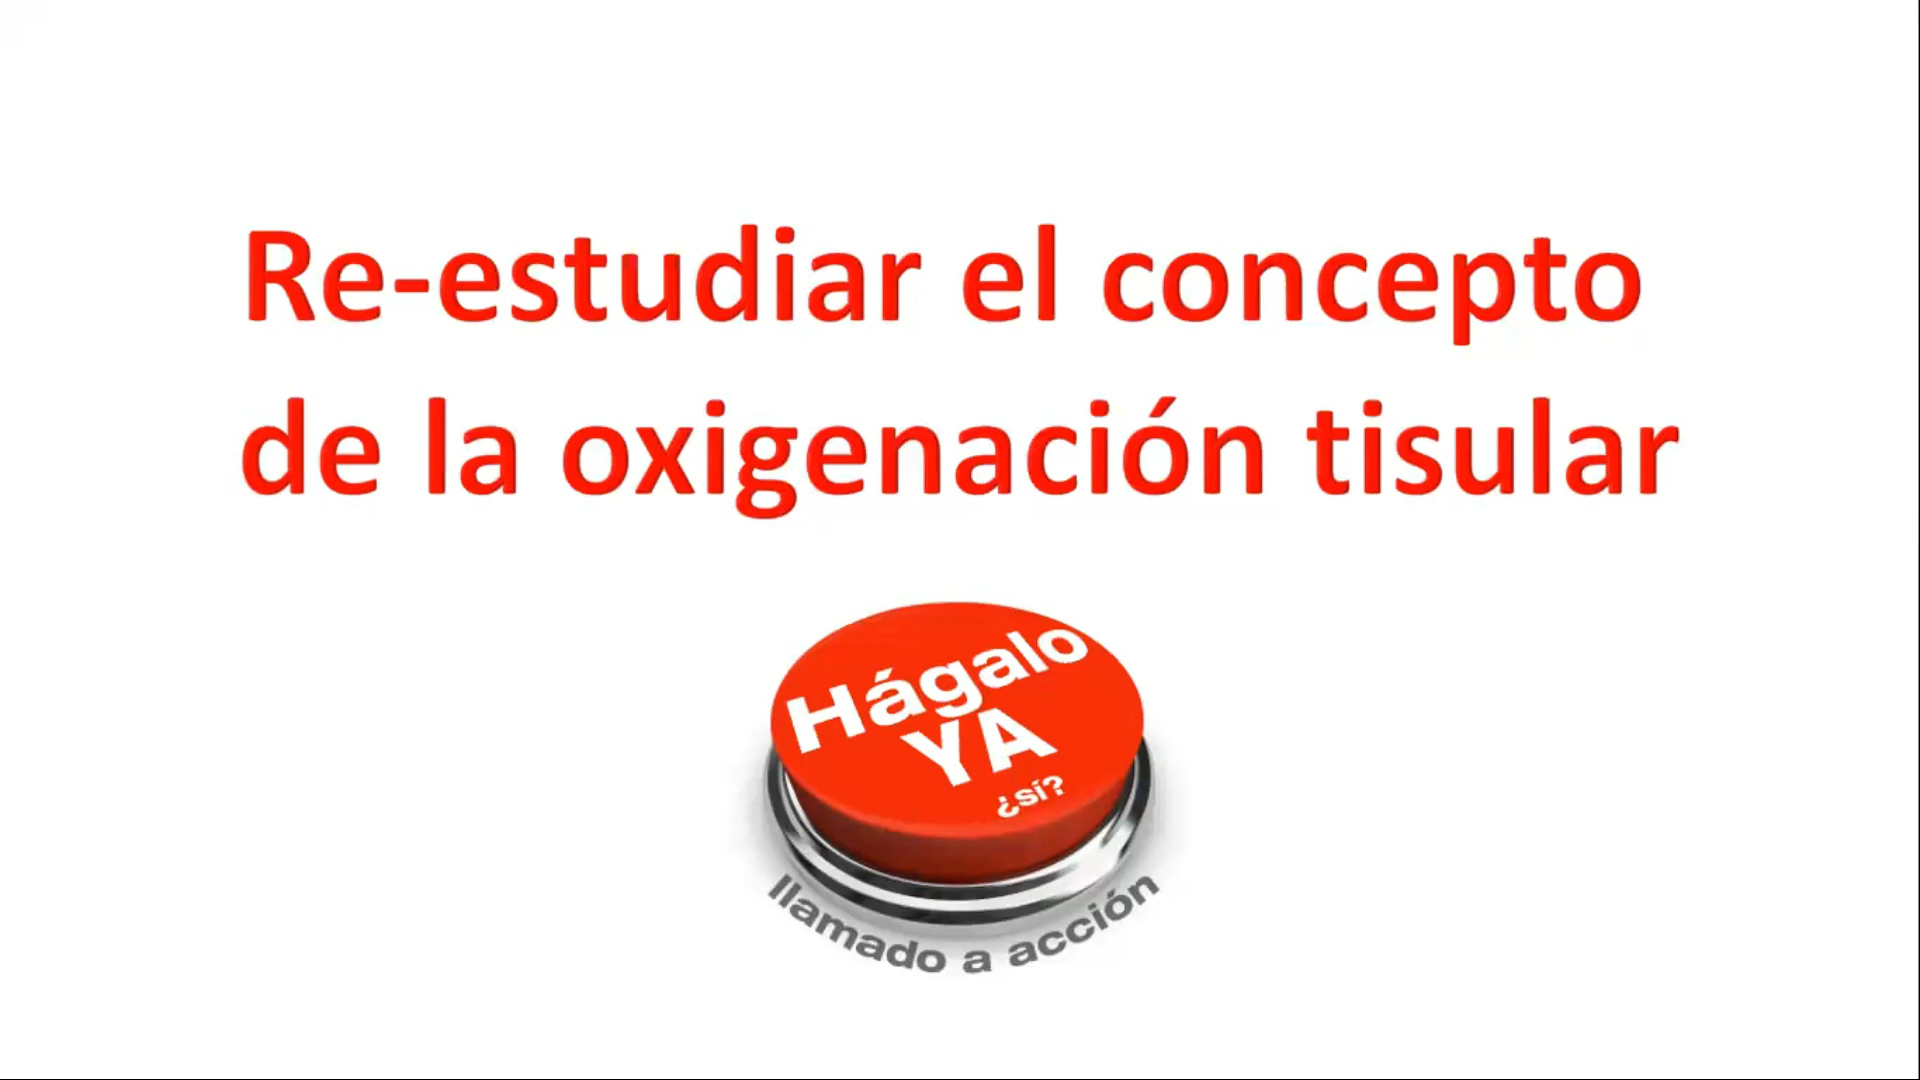 Re-estudiar el concepto
de la oxigenación tisular
Hágalo
YA
¿sí?
llamado a acción